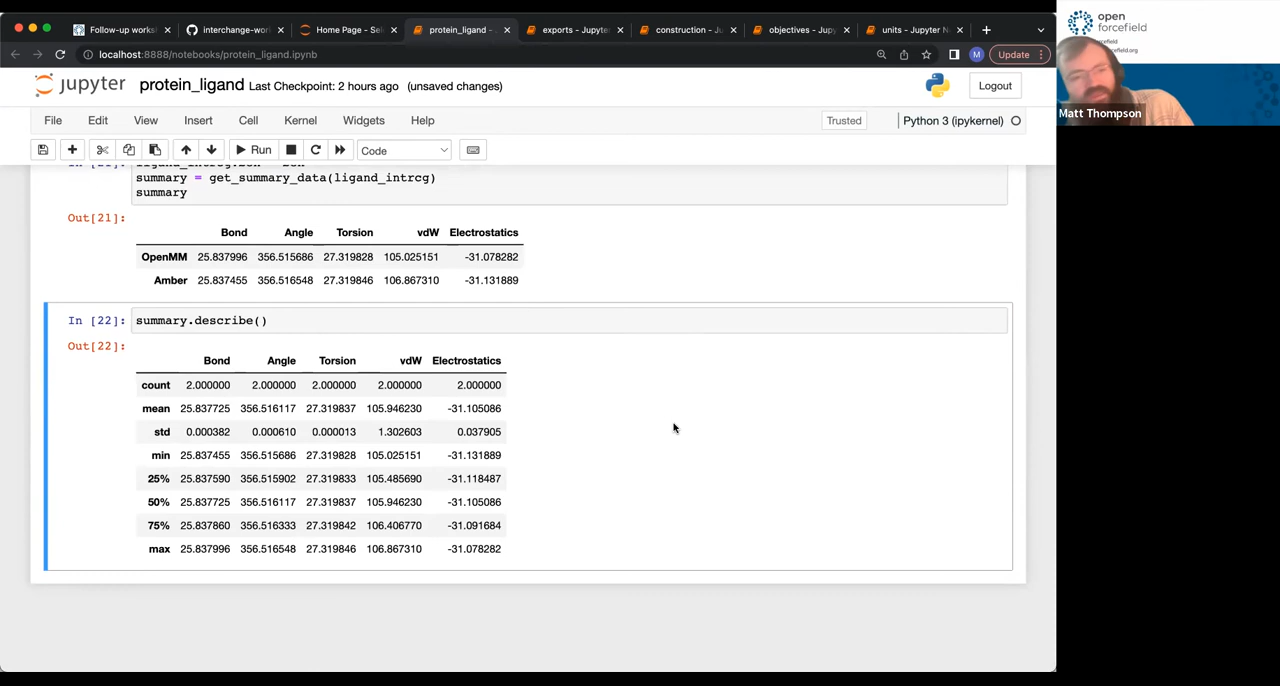 Follow-up works
interchange-wor
Home Page - Sel
protein_ligand -
exports - Jupyte
construction - Ju
objectives - Jup
units - Jupyter N
localhost:8888/notebooks/protein_ligand.ipynb
M
Update
jupyter protein_ligand Last Checkpoint: 2 hours ago (unsaved changes)
Logout
File Edit View Insert Cell Kernel Widgets Help
Trusted
Python 3 (ipykernel)
Run
Code
summary = get_summary_data(ligand_intrcg)
summary
Out[21]:
Bond Angle Torsion vdW Electrostatics
OpenMM 25.837996 356.515686 27.319828 105.025151 -31.078282
Amber 25.837455 356.516548 27.319846 106.867310 -31.131889
In [22]: summary.describe()
Out[22]:
Bond Angle Torsion vdW Electrostatics
count 2.000000 2.000000 2.000000 2.000000 2.000000
mean 25.837725 356.516117 27.319837 105.946230 -31.105086
std 0.000382 0.000610 0.000013 1.302603 0.037905
min 25.837455 356.515686 27.319828 105.025151 -31.131889
25% 25.837590 356.515902 27.319833 105.485690 -31.118487
50% 25.837725 356.516117 27.319837 105.946230 -31.105086
75% 25.837860 356.516333 27.319842 106.406770 -31.091684
max 25.837996 356.516548 27.319846 106.867310 -31.078282
open
forcefield
Matt Thompson